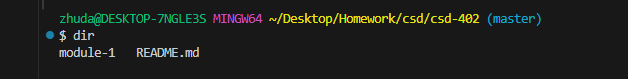 zhuda@DESKTOP-7NGLE3S MINGW64 ~/Desktop/Homework/csd/csd-402 (master)
$ dir
module-1   README.md